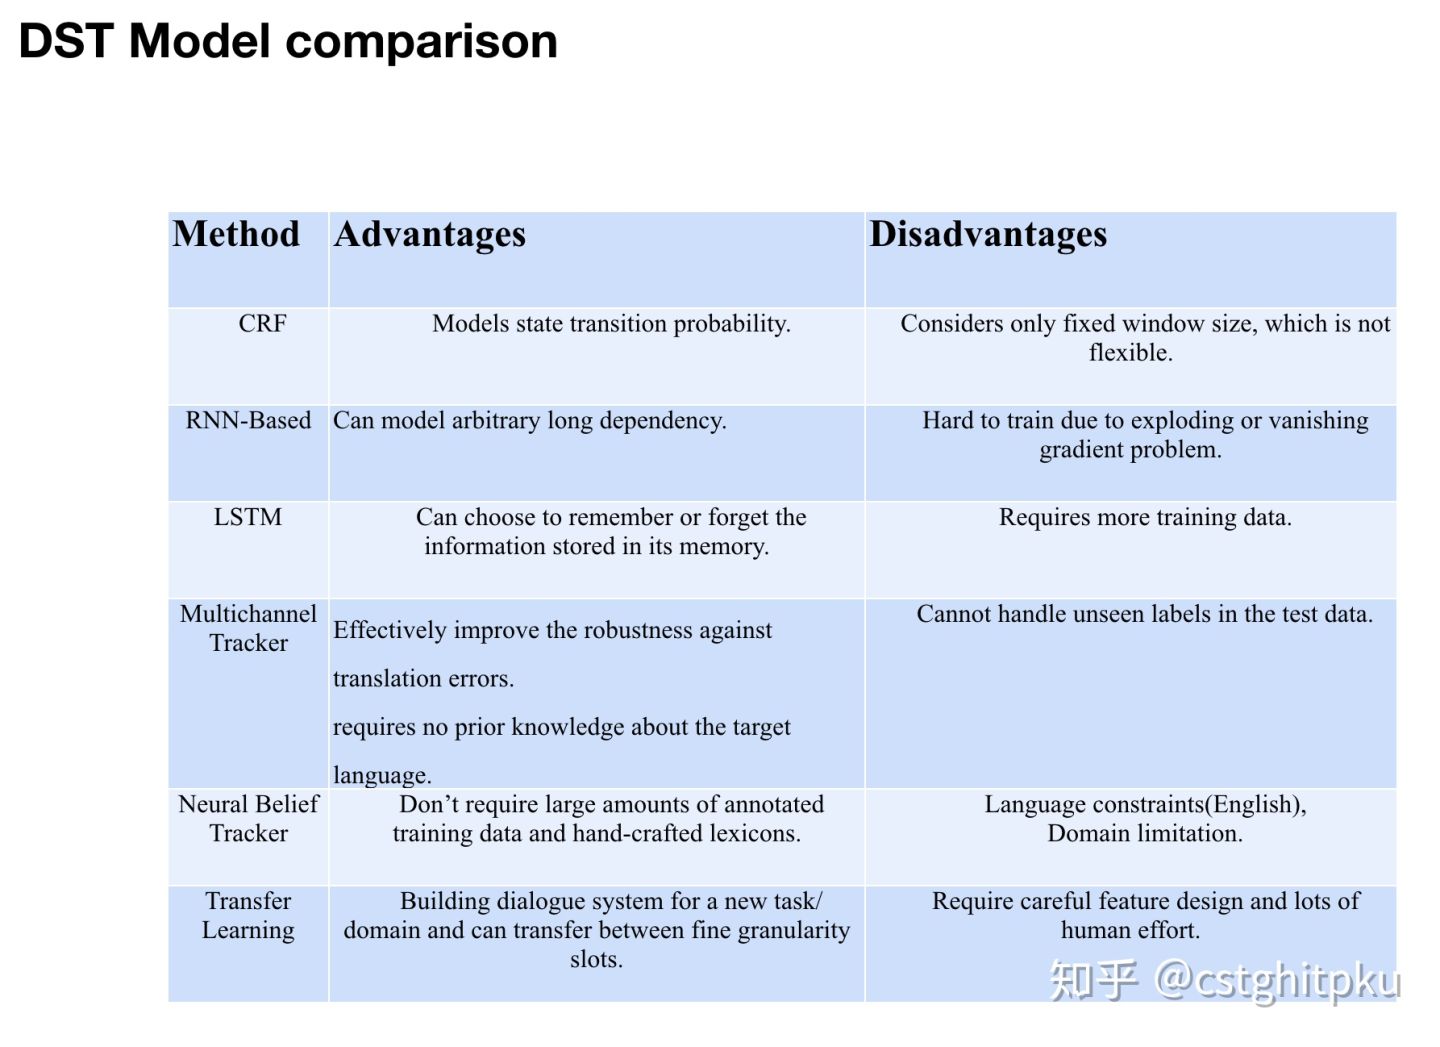 DST Model comparison
Method
Advantages
Disadvantages
CRF
Models state transition probability.
Considers only fixed window size, which is not
flexible.
RNN-Based
Can model arbitrary long dependency.
Hard to train due to exploding or vanishing
gradient problem.
LSTM
Can choose to remember or forget the
information stored in its memory.
Requires more training data.
Multichannel
Tracker
Effectively improve the robustness against
translation errors.
requires no prior knowledge about the target
language.
Cannot handle unseen labels in the test data.
Neural Belief
Tracker
Don’t require large amounts of annotated
training data and hand-crafted lexicons.
Language constraints(English),
Domain limitation.
Transfer
Learning
Building dialogue system for a new task/
domain and can transfer between fine granularity
slots.
Require careful feature design and lots of
human effort.
知乎 @cstghitpku